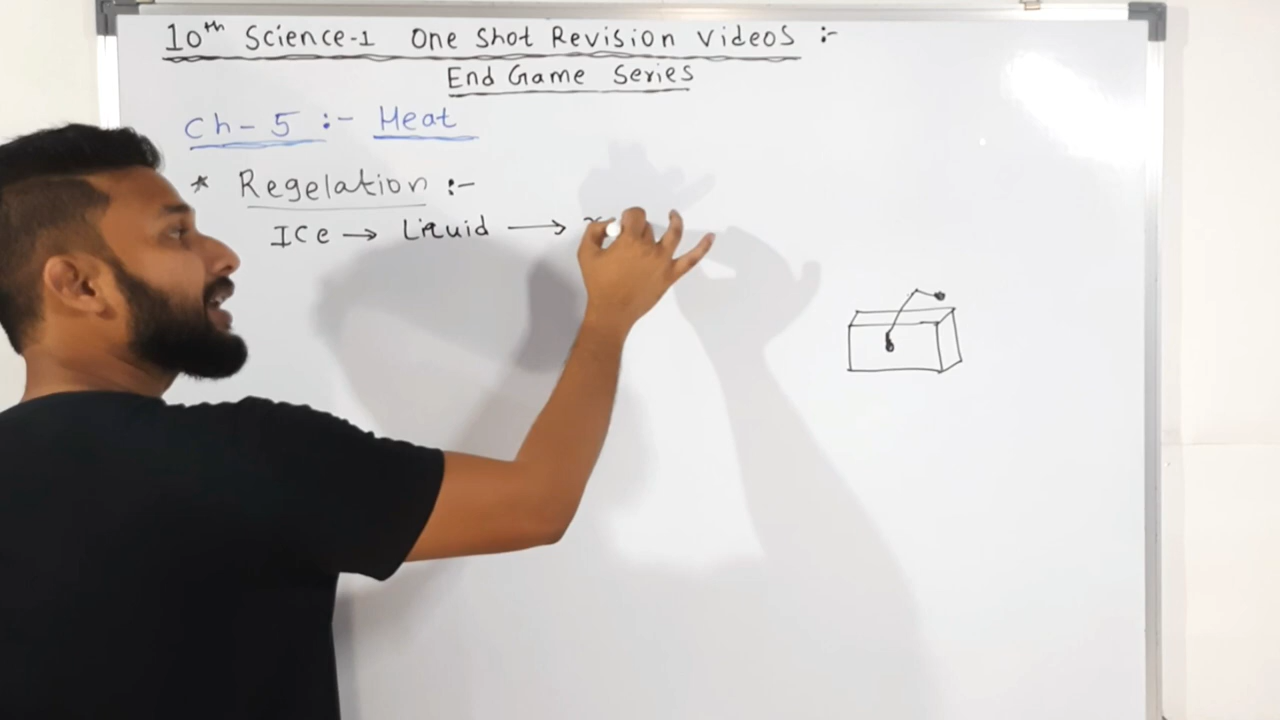 10th Science-1 One Shot Revision Videos :-
End Game Series
Ch-5 :- Heat
* Regelation :-
ICe → Liquid →